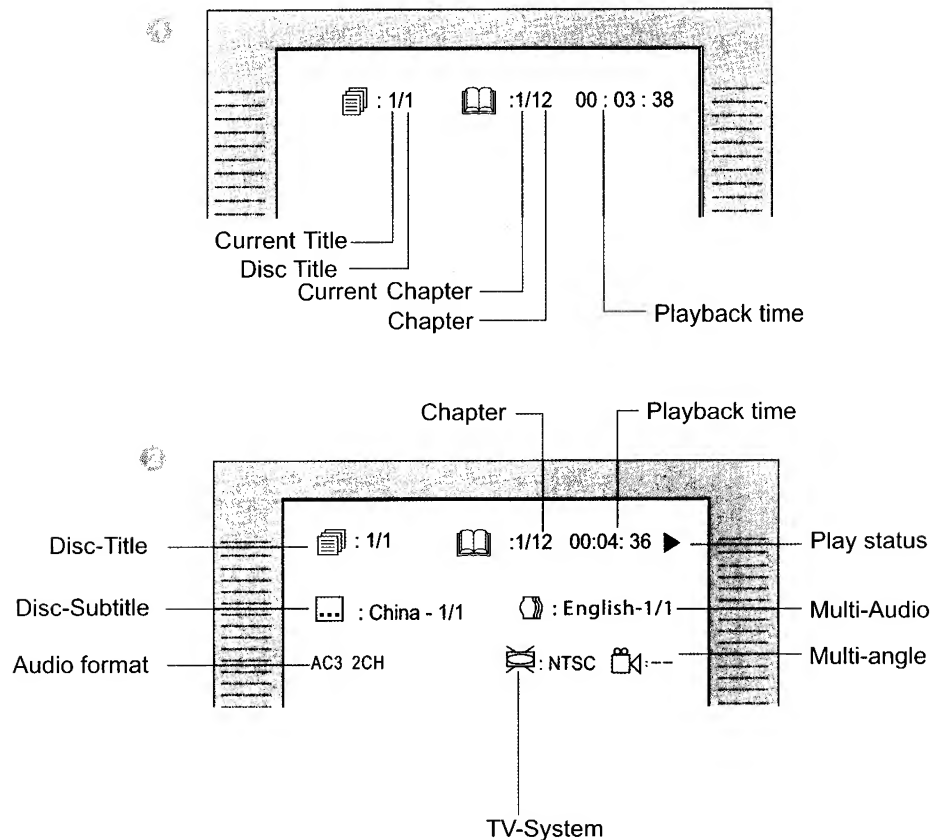 1
: 1/1 :1/12 00 : 03 : 38
Current Title
Disc Title
Current Chapter
Chapter
Playback time
Chapter Playback time
2
Disc-Title : 1/1 :1/12 00:04: 36 Play status
Disc-Subtitle : China - 1/1 : English-1/1 Multi-Audio
Audio format AC3 2CH : NTSC :-- Multi-angle
TV-System